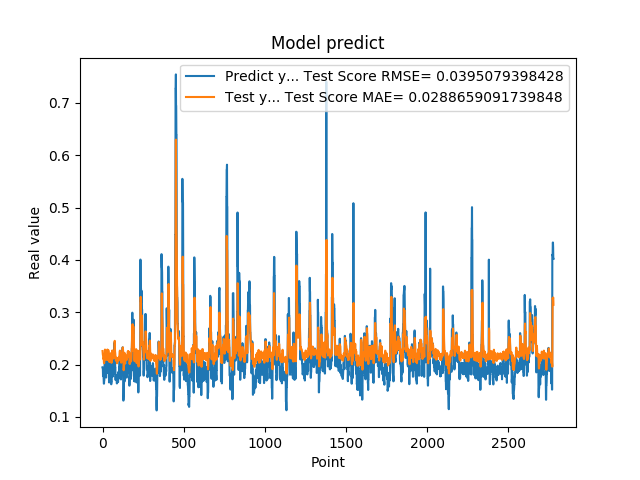 Model predict
Predict y... Test Score RMSE= 0.0395079398428
Test y... Test Score MAE= 0.0288659091739848
Real value
0.7
0.6
0.5
0.4
0.3
0.2
0.1
0 500 1000 1500 2000 2500
Point